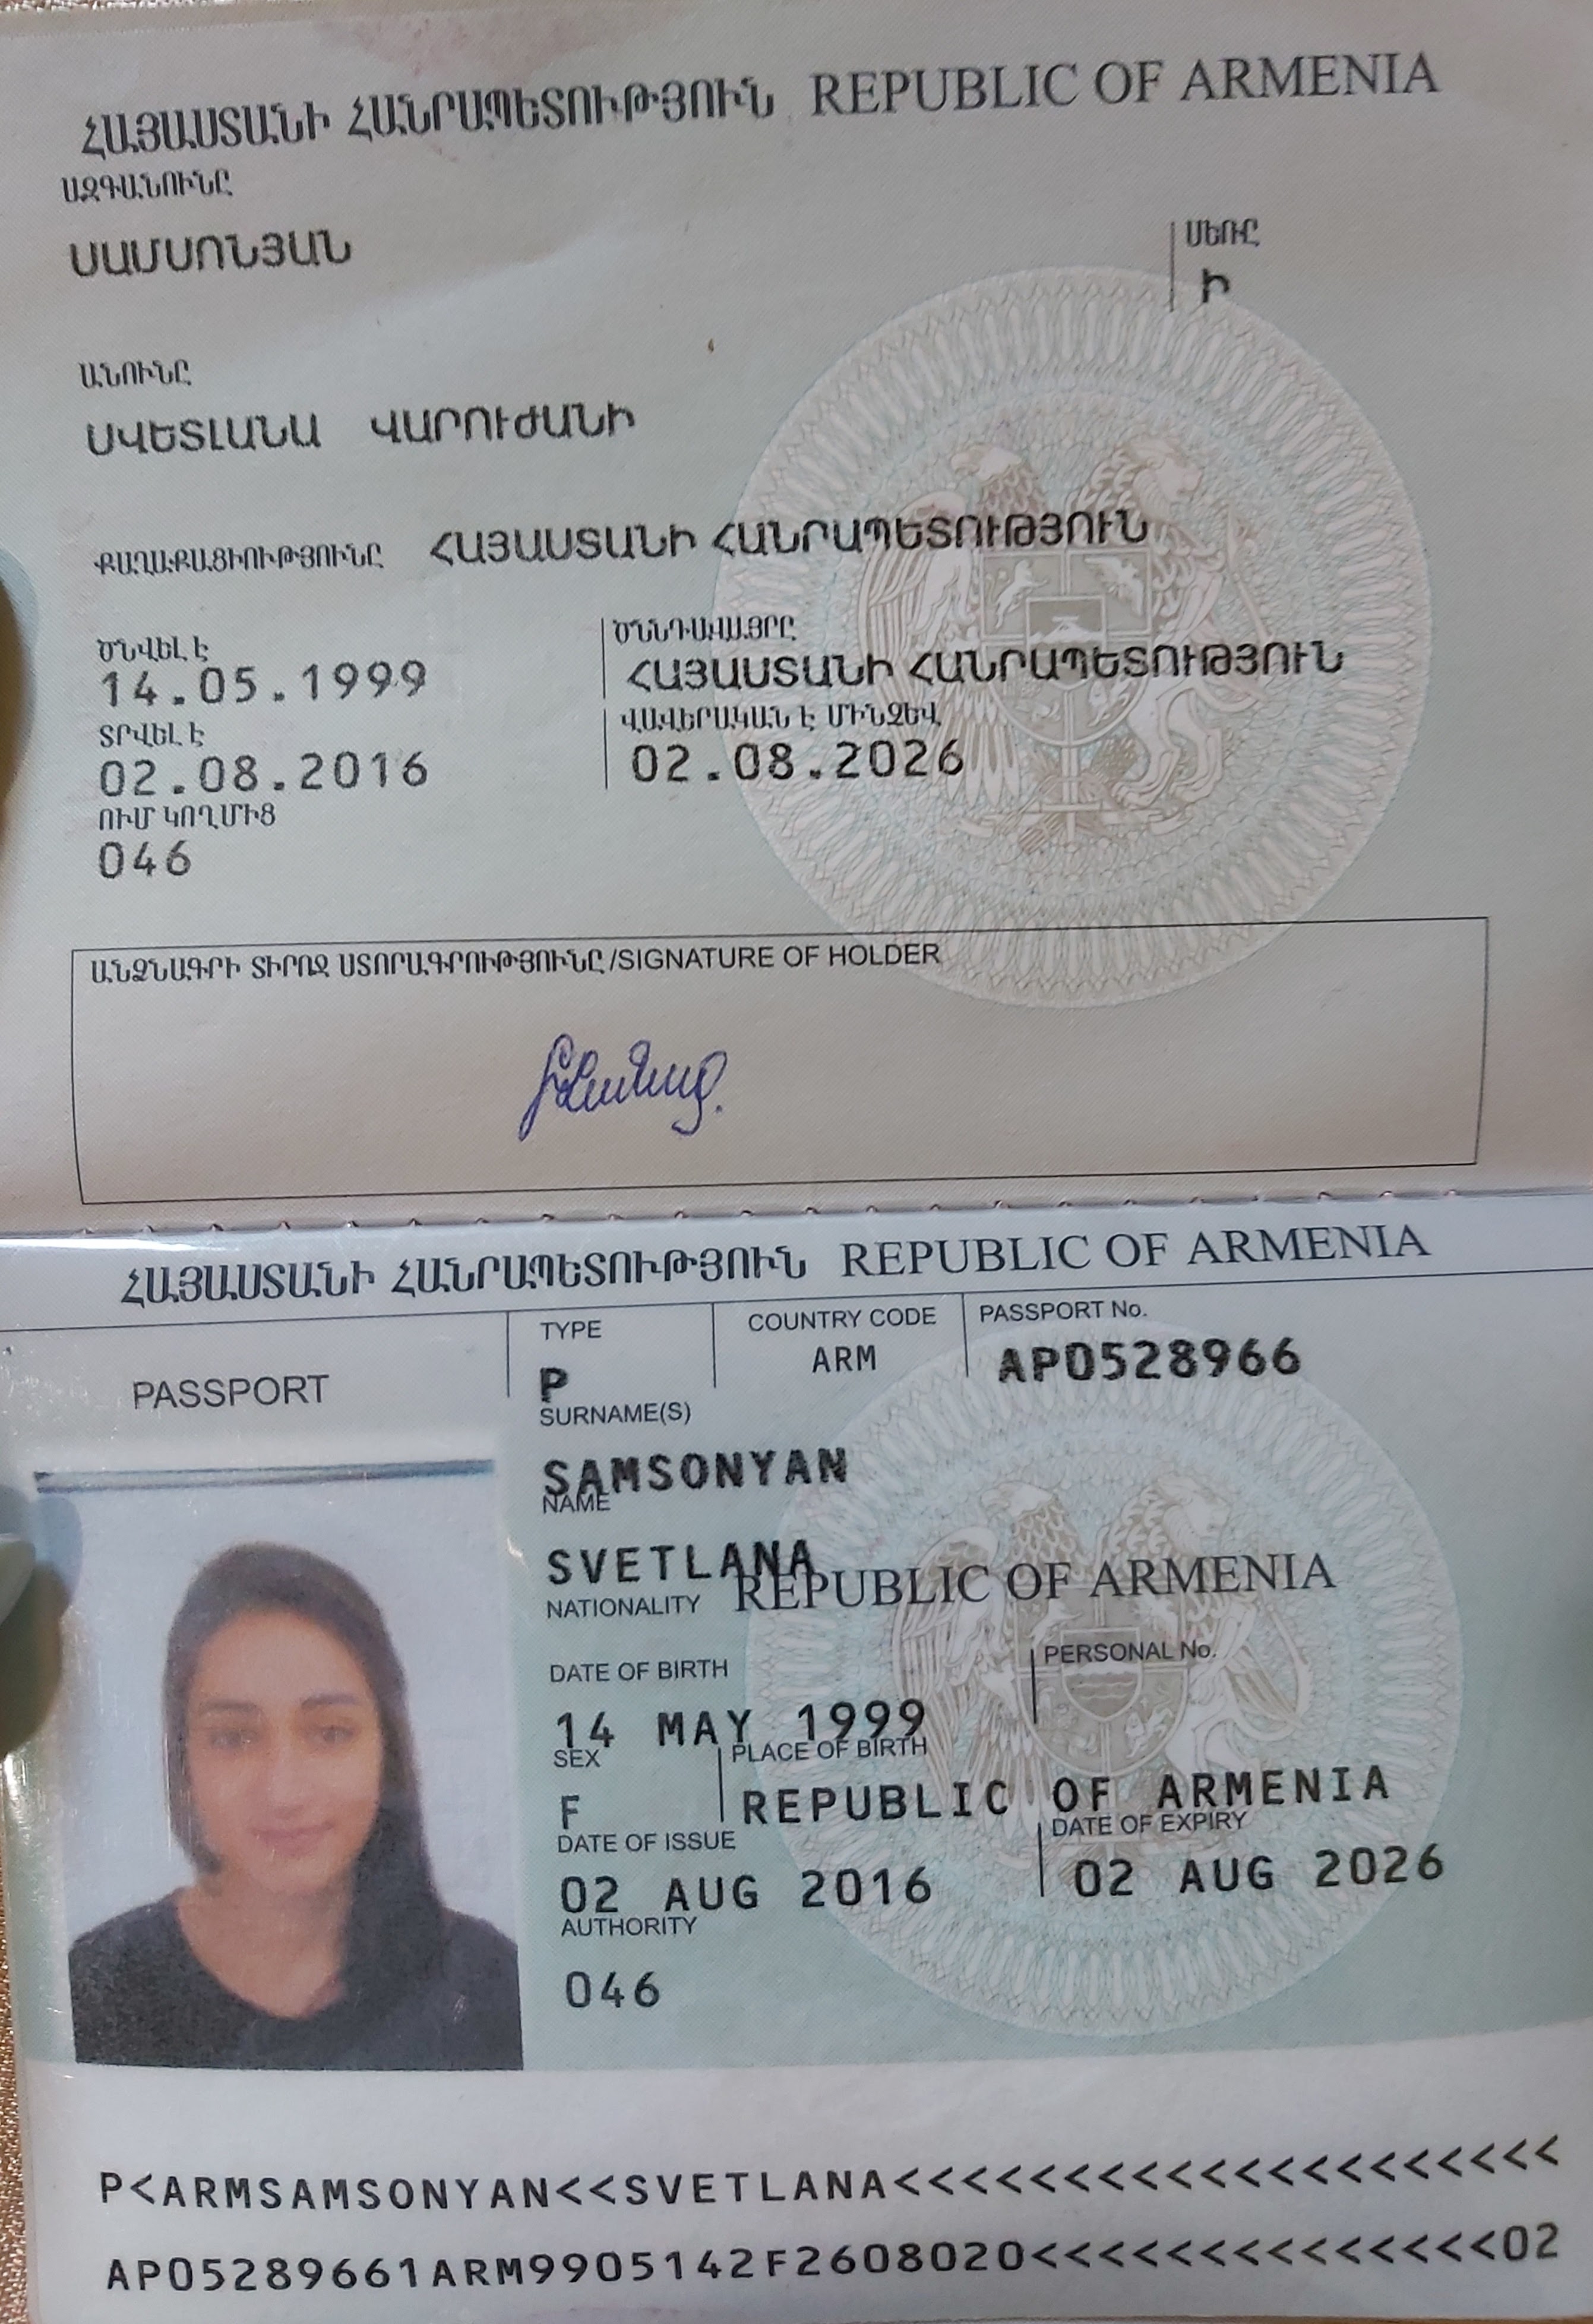 ՀԱՅԱՍՏԱՆԻ ՀԱՆՐԱՊԵՏՈՒԹՅՈՒՆ REPUBLIC OF ARMENIA
ԱԶԳԱՆՈՒՆԸ
ՍԱՄՍՈՆՅԱՆ
ՍԵՌԸ
Ի
ԱՆՈՒՆԸ
ՍՎԵՏԼԱՆԱ ՎԱՐՈՒԺԱՆԻ
ՔԱՂԱՔԱՑԻՈՒԹՅՈՒՆԸ ՀԱՅԱՍՏԱՆԻ ՀԱՆՐԱՊԵՏՈՒԹՅՈՒՆ
ԾՆՎԵԼ Է
14.05.1999
ԾՆՆԴԱՎԱՅՐԸ
ՀԱՅԱՍՏԱՆԻ ՀԱՆՐԱՊԵՏՈՒԹՅՈՒՆ
ՏՐՎԵԼ Է
02.08.2016
ՎԱՎԵՐԱԿԱՆ Է ՄԻՆՉԵՎ
02.08.2026
ՈՒՄ ԿՈՂՄԻՑ
046
ԱՆՁՆԱԳՐԻ ՏԻՐՈՋ ՍՏՈՐԱԳՐՈՒԹՅՈՒՆԸ/SIGNATURE OF HOLDER
ՀԱՅԱՍՏԱՆԻ ՀԱՆՐԱՊԵՏՈՒԹՅՈՒՆ REPUBLIC OF ARMENIA
PASSPORT
TYPE
P
COUNTRY CODE
ARM
PASSPORT No.
AP0528966
SURNAME(S)
SAMSONYAN
NAME
SVETLANA
NATIONALITY REPUBLIC OF ARMENIA
DATE OF BIRTH
14 MAY 1999
PERSONAL No.
SEX
F
PLACE OF BIRTH
REPUBLIC OF ARMENIA
DATE OF ISSUE
02 AUG 2016
DATE OF EXPIRY
02 AUG 2026
AUTHORITY
046
P<ARMSAMSONYAN<<SVETLANA<<<<<<<<<<<<<<<<<<<<
AP05289661ARM9905142F2608020<<<<<<<<<<<<<<02